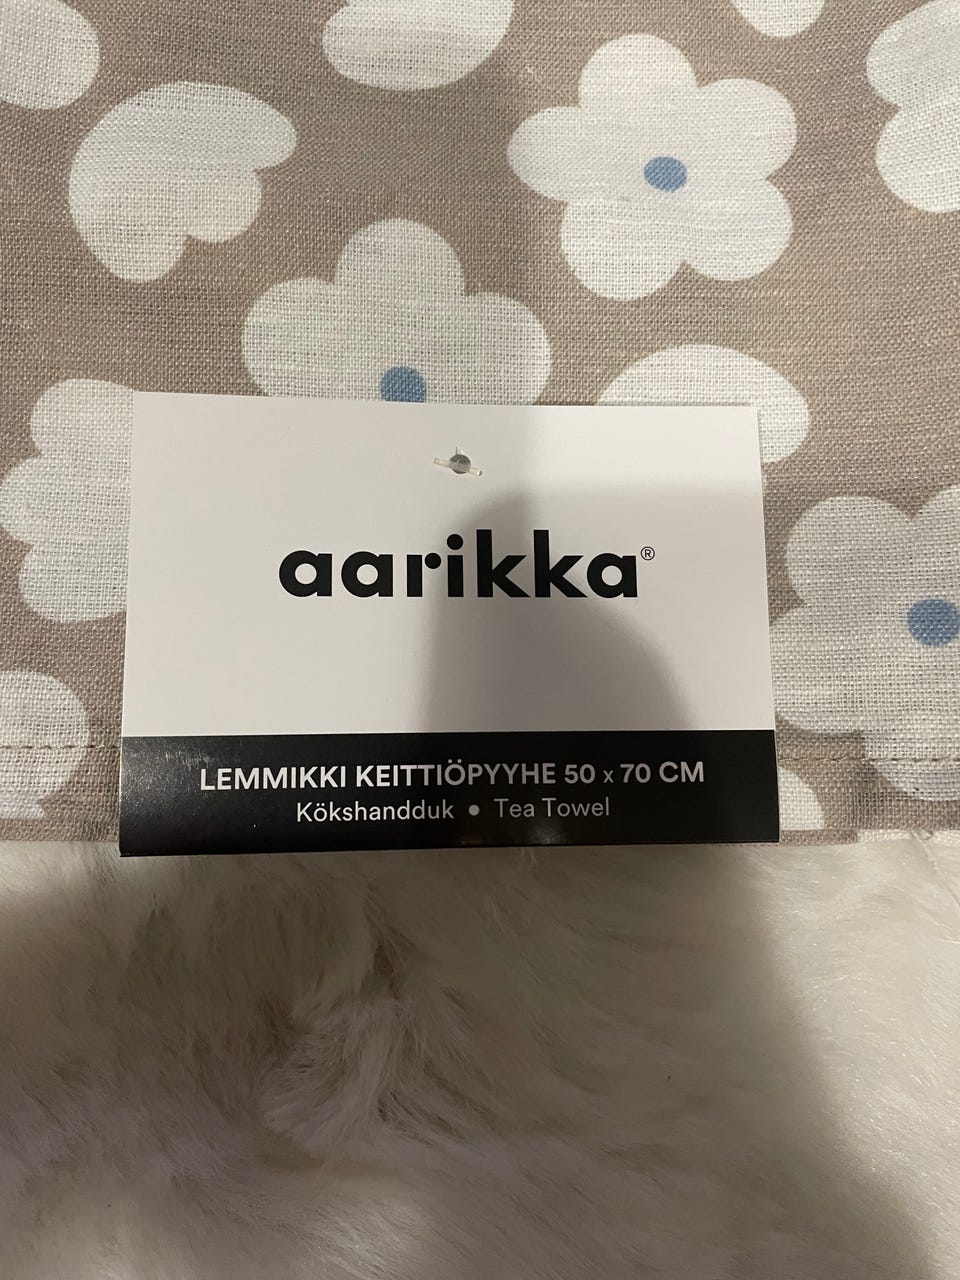 aarikka®
LEMMIKKI KEITTIÖPYYHE 50 x 70 CM
Kökshandduk • Tea Towel